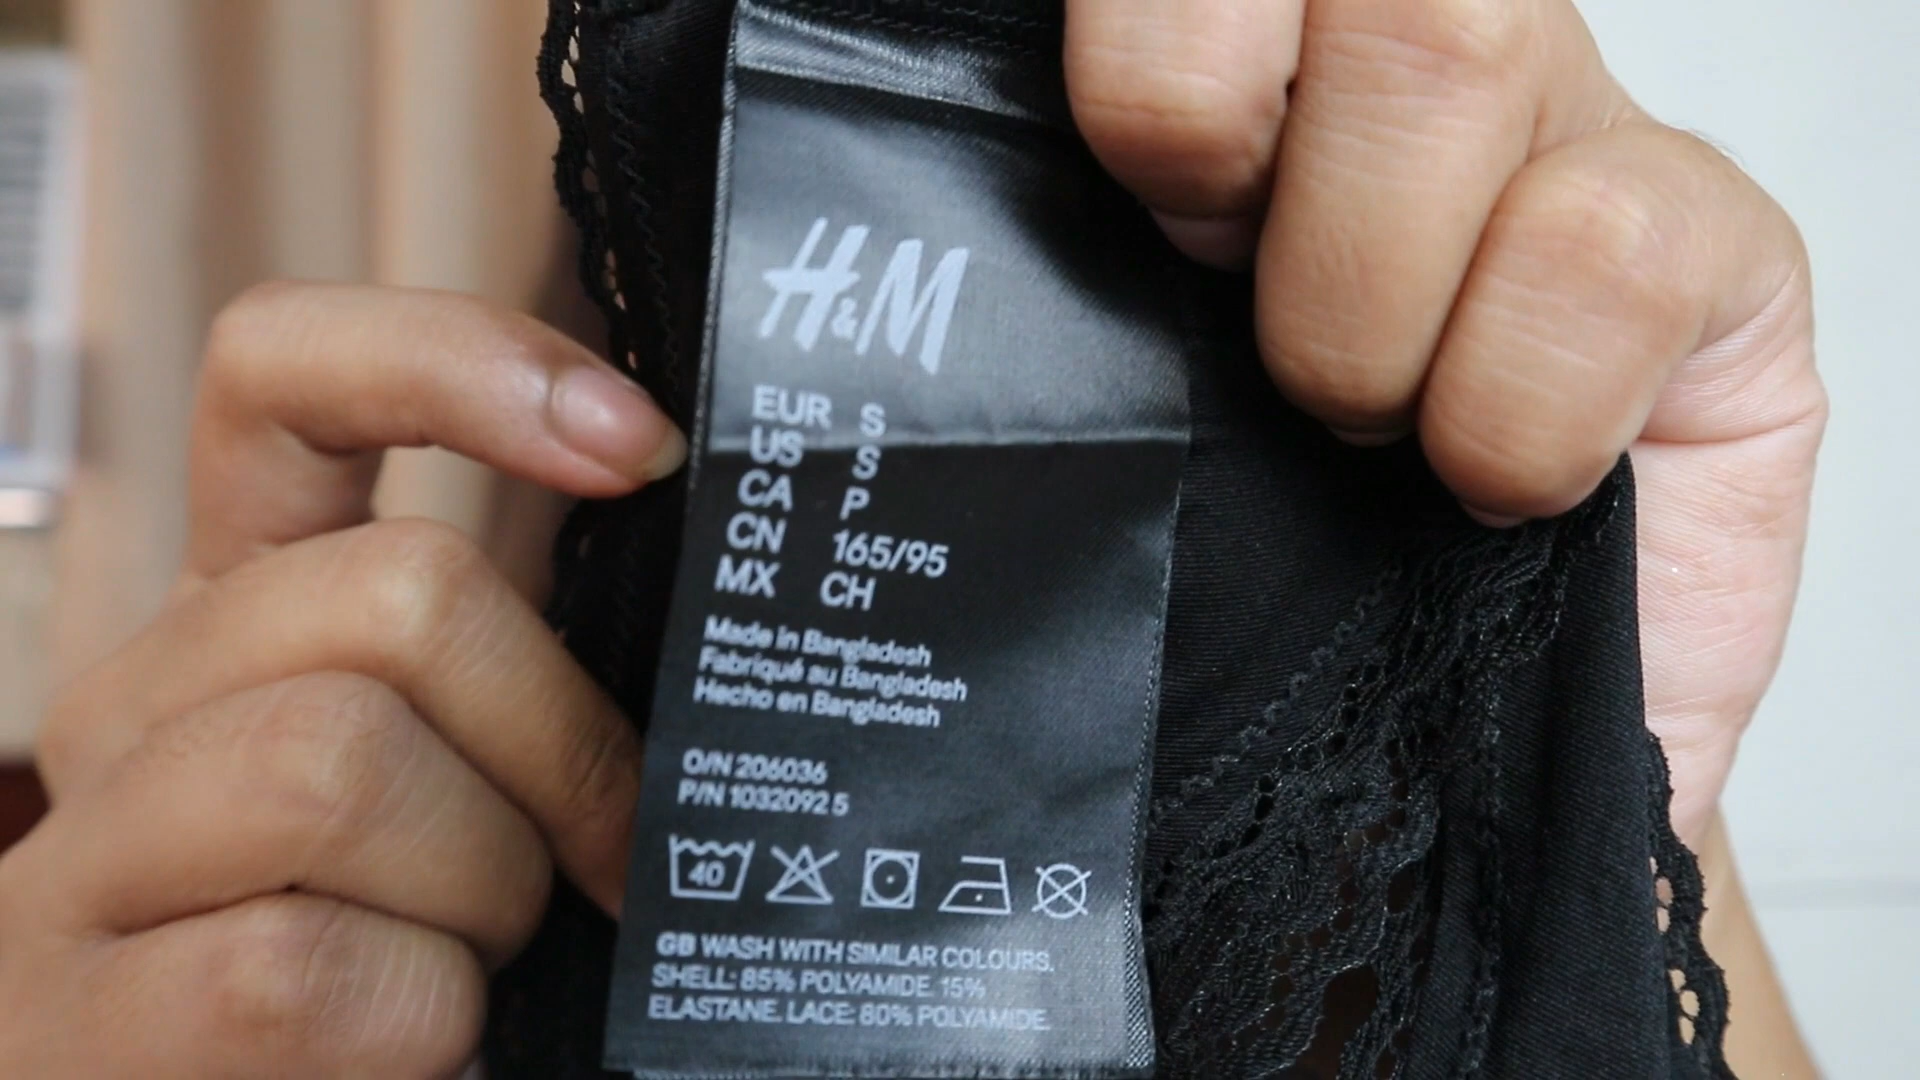 H&M
EUR S
US S
CA P
CN 165/95
MX CH
Made in Bangladesh
Fabriqué au Bangladesh
Hecho en Bangladesh
O/N 206036
P/N 1032092 5
40
GB WASH WITH SIMILAR COLOURS.
SHELL: 85% POLYAMIDE. 15%
ELASTANE. LACE: 80% POLYAMIDE.